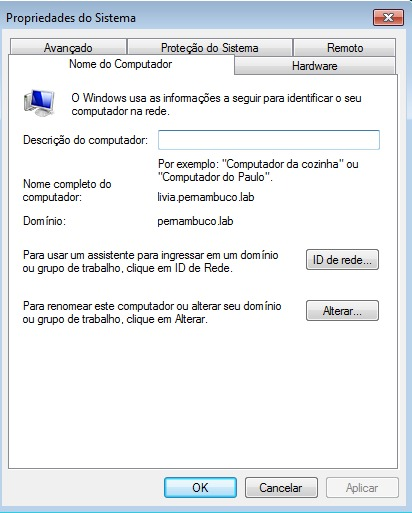 Propriedades do Sistema
Avançado Proteção do Sistema Remoto
Nome do Computador Hardware
O Windows usa as informações a seguir para identificar o seu
computador na rede.
Descrição do computador:
Por exemplo: "Computador da cozinha" ou
"Computador do Paulo".
Nome completo do
computador: livia.pernambuco.lab
Domínio: pernambuco.lab
Para usar um assistente para ingressar em um domínio
ou grupo de trabalho, clique em ID de Rede.
ID de rede...
Para renomear este computador ou alterar seu domínio
ou grupo de trabalho, clique em Alterar.
Alterar...
OK Cancelar Aplicar